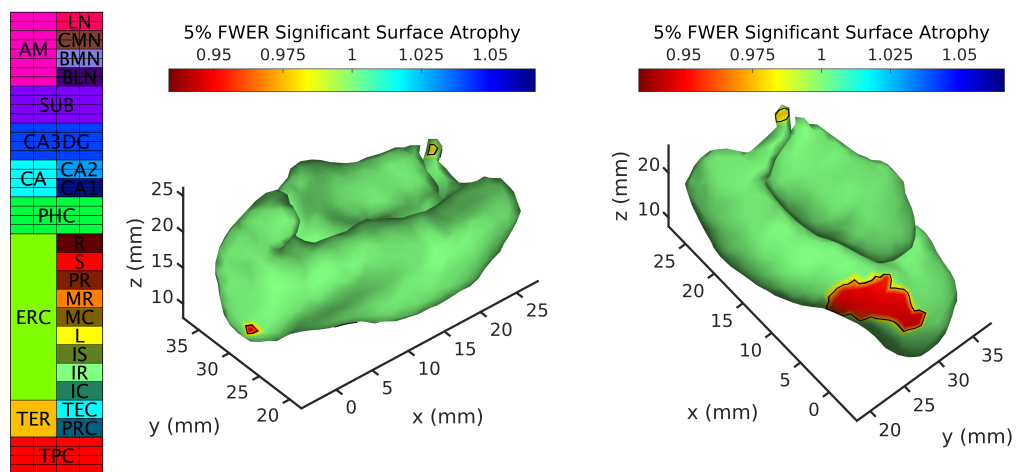 LN
AM
CMN
BMN
BLN
SUB
CA3DG
CA
CA2
CA1
PHC
ERC
R
S
PR
MR
MC
L
IS
IR
IC
TER
TEC
PRC
TPC
5% FWER Significant Surface Atrophy
0.95 0.975 1 1.025 1.05
z (mm)
25
20
15
10
y (mm)
35
30
25
20
x (mm)
0
5
10
15
20
25
5% FWER Significant Surface Atrophy
0.95 0.975 1 1.025 1.05
z (mm)
20
10
x (mm)
25
20
15
10
5
0
y (mm)
20
25
30
35